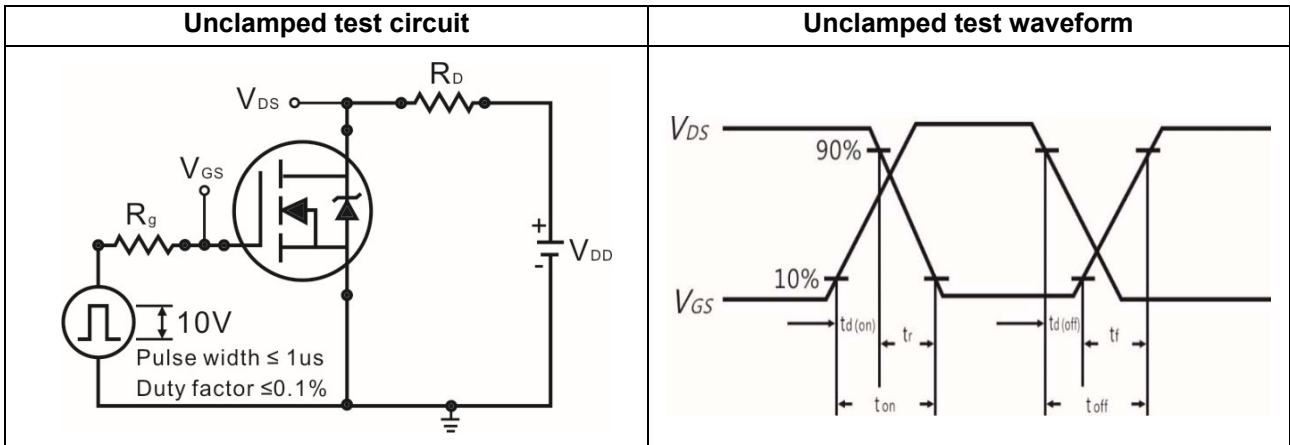 Unclamped test circuit
Unclamped test waveform
RD
VDS
VGS
Rg
+
-
VDD
10V
Pulse width ≤ 1us
Duty factor ≤0.1%
VDS
90%
10%
VGS
td(on)
tr
td(off)
tf
ton
toff